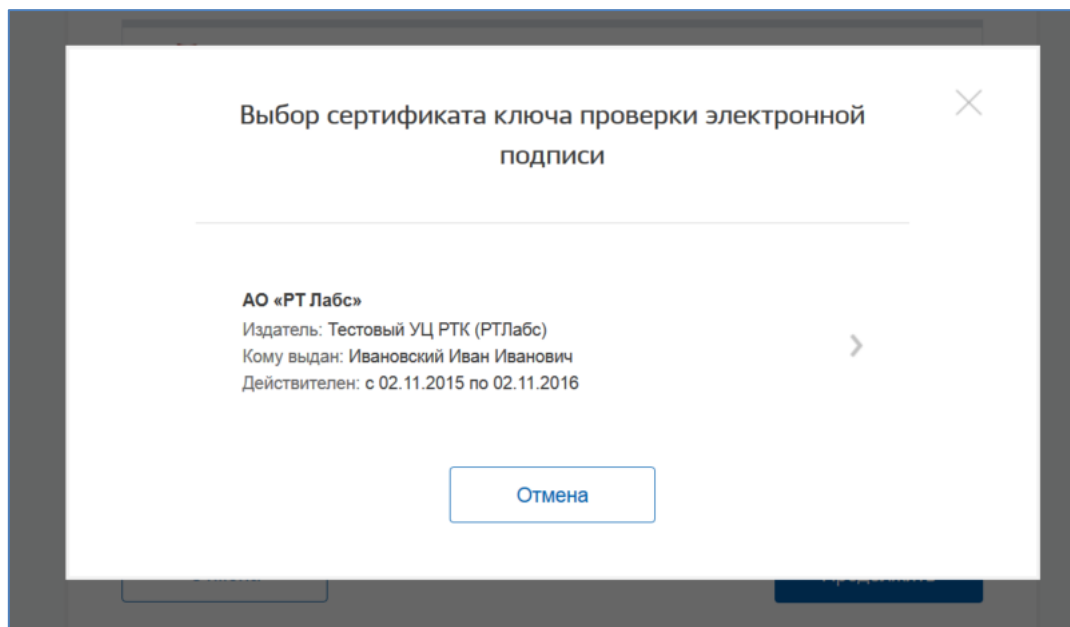 Выбор сертификата ключа проверки электронной
подписи
АО «РТ Лабс»
Издатель: Тестовый УЦ РТК (РТЛабс)
Кому выдан: Ивановский Иван Иванович
Действителен: с 02.11.2015 по 02.11.2016
Отмена